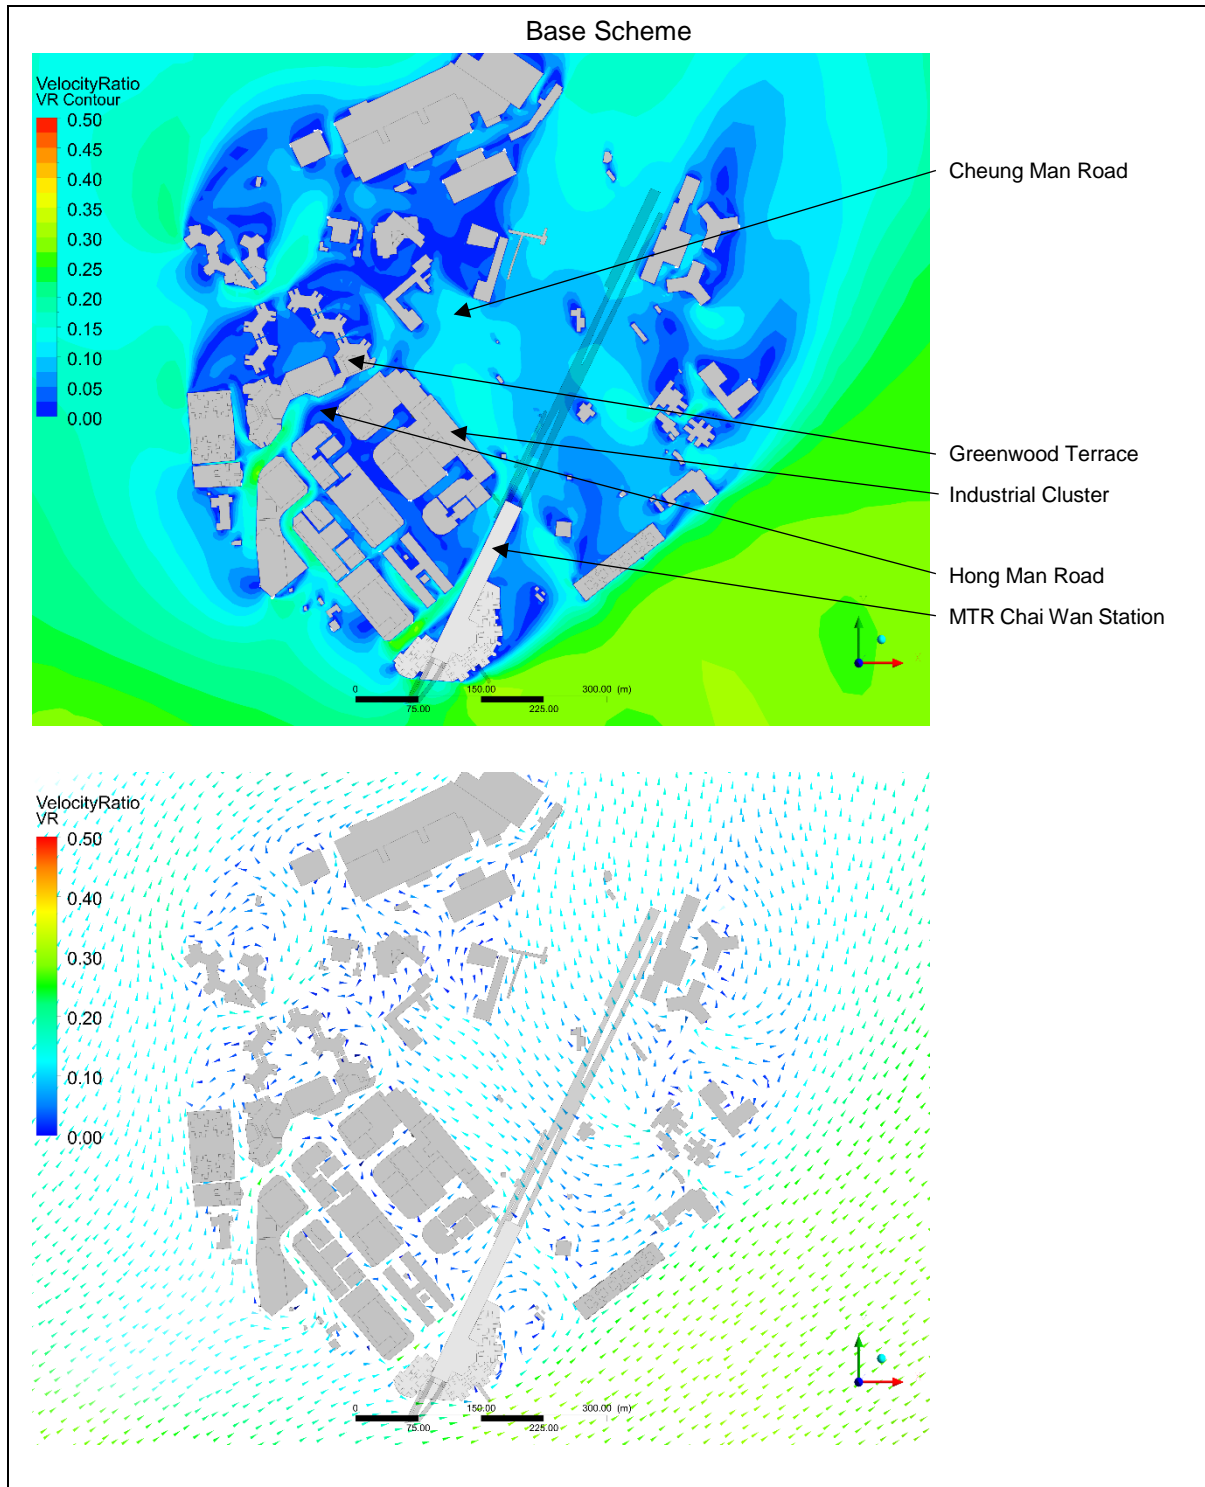 Base Scheme
VelocityRatio
VR Contour
0.50
0.45
0.40
0.35
0.30
0.25
0.20
0.15
0.10
0.05
0.00
Cheung Man Road
Greenwood Terrace
Industrial Cluster
Hong Man Road
MTR Chai Wan Station
0 150.00 300.00 (m)
75.00 225.00
VelocityRatio
VR
0.50
0.40
0.30
0.20
0.10
0.00
0 150.00 300.00 (m)
75.00 225.00